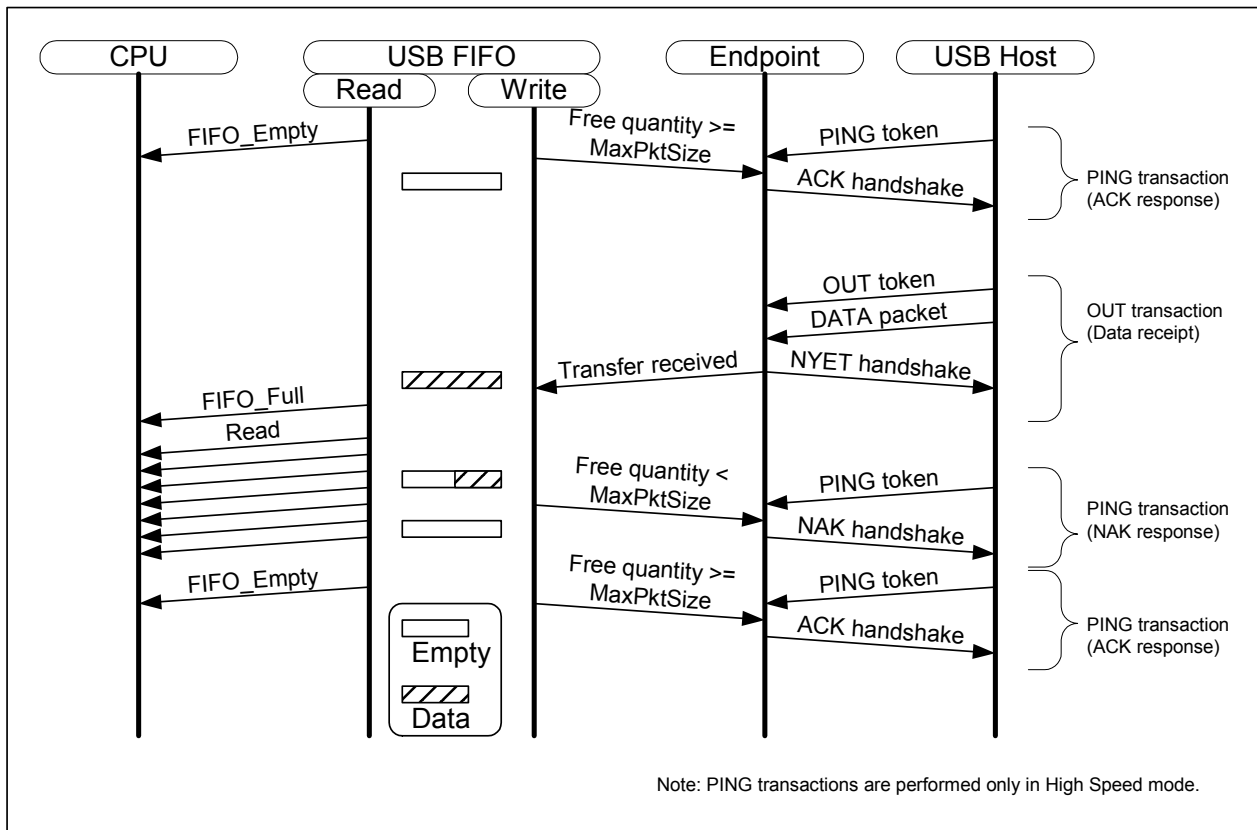 CPU
USB FIFO
Endpoint
USB Host
Read
Write
FIFO_Empty
Free quantity >=
MaxPktSize
PING token
ACK handshake
PING transaction
(ACK response)
OUT token
DATA packet
Transfer received
NYET handshake
OUT transaction
(Data receipt)
FIFO_Full
Read
Free quantity <
MaxPktSize
PING token
NAK handshake
PING transaction
(NAK response)
FIFO_Empty
Free quantity >=
MaxPktSize
PING token
ACK handshake
PING transaction
(ACK response)
Empty
Data
Note: PING transactions are performed only in High Speed mode.